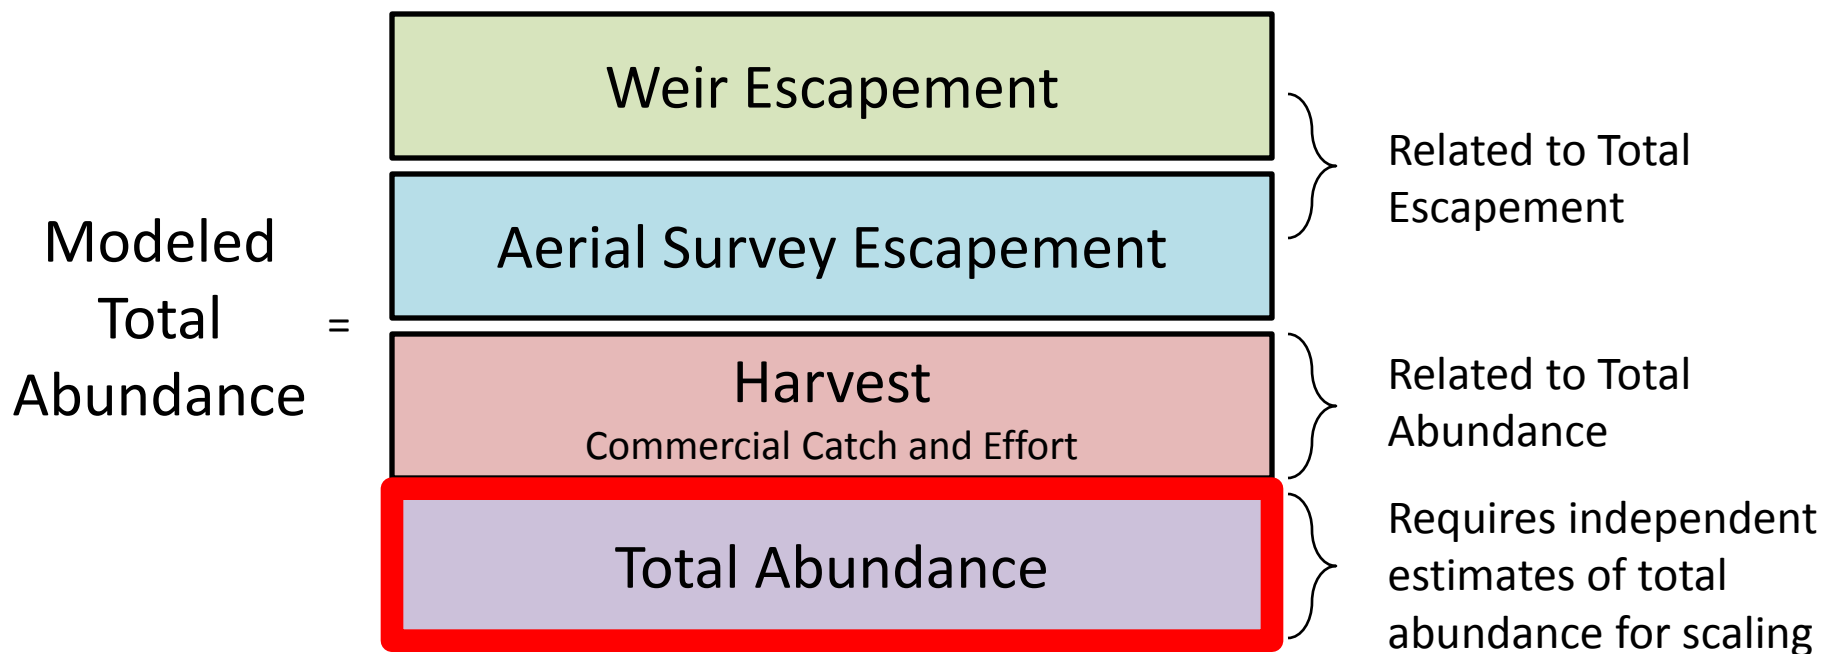 Modeled
Total
Abundance
=
Weir Escapement
Aerial Survey Escapement
Harvest
Commercial Catch and Effort
Total Abundance
Related to Total
Escapement
Related to Total
Abundance
Requires independent
estimates of total
abundance for scaling